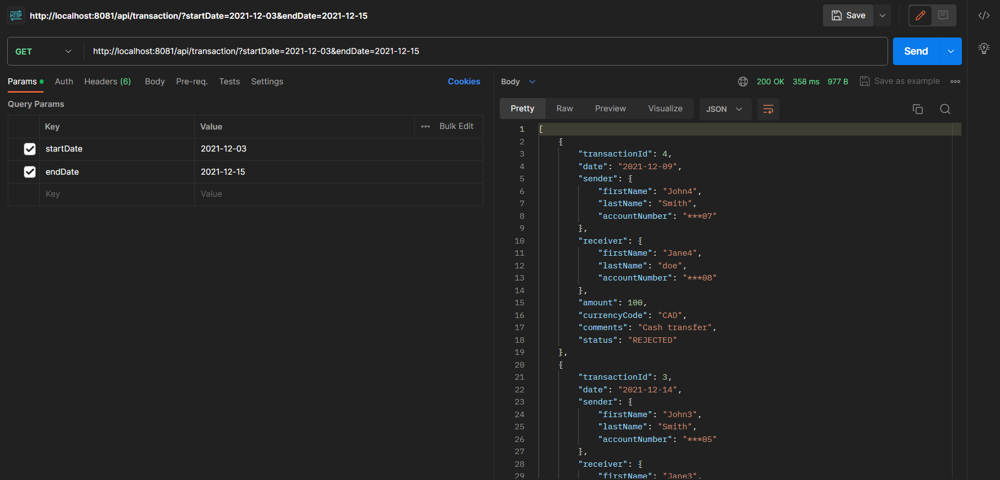 HTTP http://localhost:8081/api/transaction/?startDate=2021-12-03&endDate=2021-12-15 Save
GET http://localhost:8081/api/transaction/?startDate=2021-12-03&endDate=2021-12-15 Send
Params Auth Headers (6) Body Pre-req. Tests Settings Cookies
Query Params
Key Value Bulk Edit
startDate 2021-12-03
endDate 2021-12-15
Key Value
Body 200 OK 358 ms 977 B Save as example
Pretty Raw Preview Visualize JSON
1 [
2 {
3 "transactionId": 4,
4 "date": "2021-12-09",
5 "sender": {
6 "firstName": "John4",
7 "lastName": "Smith",
8 "accountNumber": "***07"
9 },
10 "receiver": {
11 "firstName": "Jane4",
12 "lastName": "doe",
13 "accountNumber": "***08"
14 },
15 "amount": 100,
16 "currencyCode": "CAD",
17 "comments": "Cash transfer",
18 "status": "REJECTED"
19 },
20 {
21 "transactionId": 3,
22 "date": "2021-12-14",
23 "sender": {
24 "firstName": "John3",
25 "lastName": "Smith",
26 "accountNumber": "***05"
27 },
28 "receiver": {
29 "firstName": "Jane3",